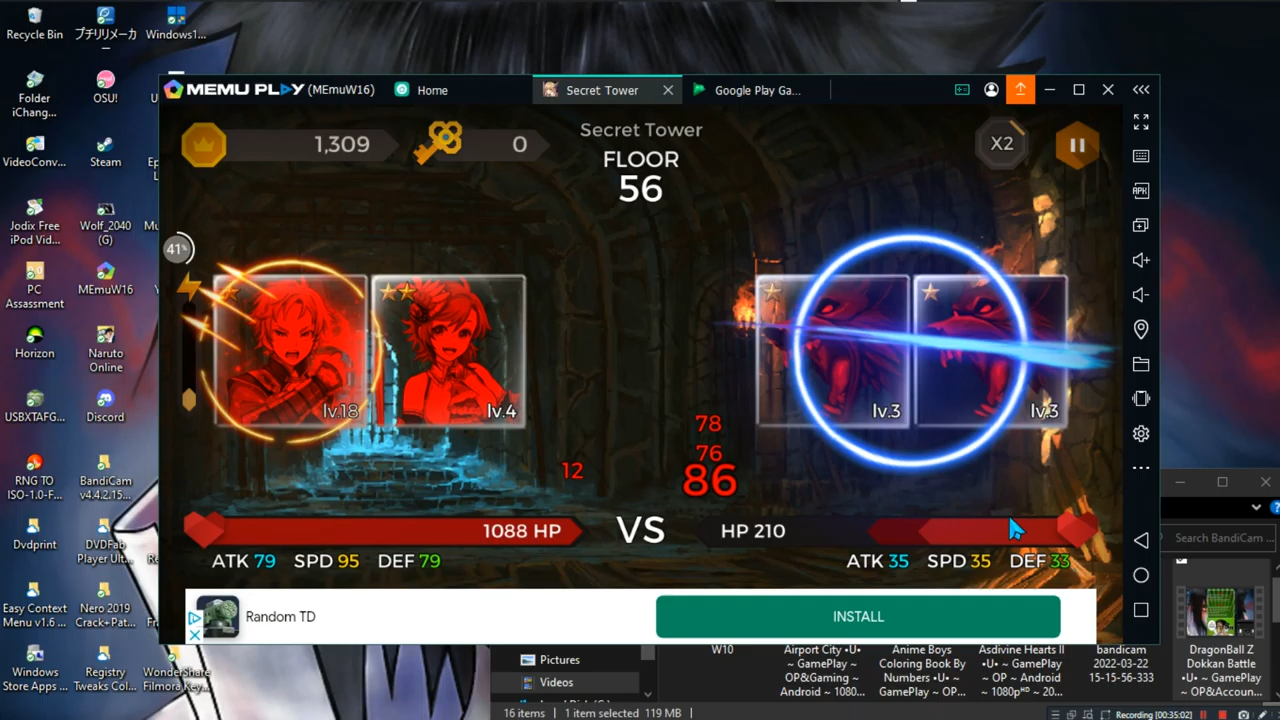 Recycle Bin
プチリリメーカー
Windows1...
Folder iChang...
OSU!
VideoConv...
Steam
Jodix Free iPod Vid...
Wolf_2040 (G)
PC Assassment
MEmuW16
Horizon
Naruto Online
USBXTAFG...
Discord
RNG TO ISO-1.0-F...
BandiCam v4.4.2.15...
Dvdprint
DVDFab Player Ult...
Easy Context Menu v1.6 ...
Nero 2019 Crack+Pat...
Windows Store Apps ...
Registry Tweaks Col...
WonderShare Filmora Key...
MEMU PLAY (MEmuW16)
Home
Secret Tower
Google Play Ga...
1,309
0
Secret Tower
FLOOR
56
X2
41%
lv.18
lv.4
lv.3
lv.3
78
76
86
12
1088 HP
VS
HP 210
ATK 79 SPD 95 DEF 79
ATK 35 SPD 35 DEF 33
Random TD
INSTALL
APK
Search BandiCam ...
Pictures
Videos
W10
Airport City •U• ~ GamePlay ~ OP&Gaming ~ Android ~ 1080...
Anime Boys Coloring Book By Numbers •U• ~ GamePlay ~ OP...
Asdivine Hearts II •U• ~ GamePlay ~ OP ~ Android ~ 1080pᴴᴰ ~ 20...
bandicam 2022-03-22 15-15-56-333
DragonBall Z Dokkan Battle •U• ~ GamePlay ~ OP&Accoun...
16 items
1 item selected 119 MB
Recording [00:35:02]